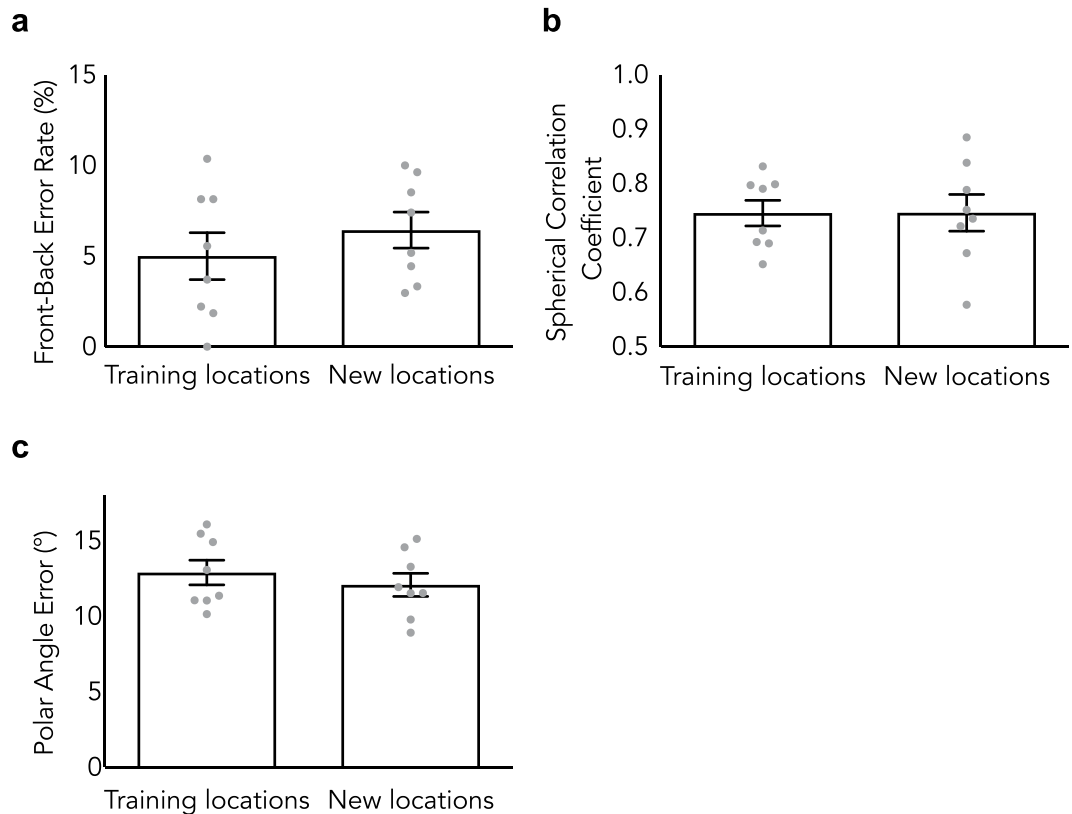 a
Front-Back Error Rate (%)
15
10
5
0
Training locations
New locations
b
Spherical Correlation
Coefficient
1.0
0.9
0.8
0.7
0.6
0.5
Training locations
New locations
c
Polar Angle Error (°)
15
10
5
0
Training locations
New locations